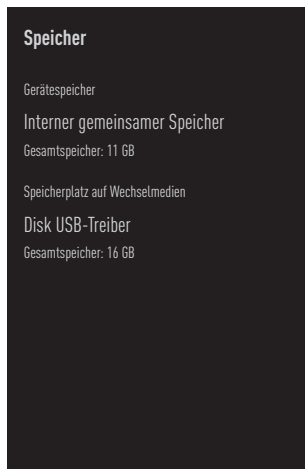 Speicher
Gerätespeicher
Interner gemeinsamer Speicher
Gesamtspeicher: 11 GB
Speicherplatz auf Wechselmedien
Disk USB-Treiber
Gesamtspeicher: 16 GB